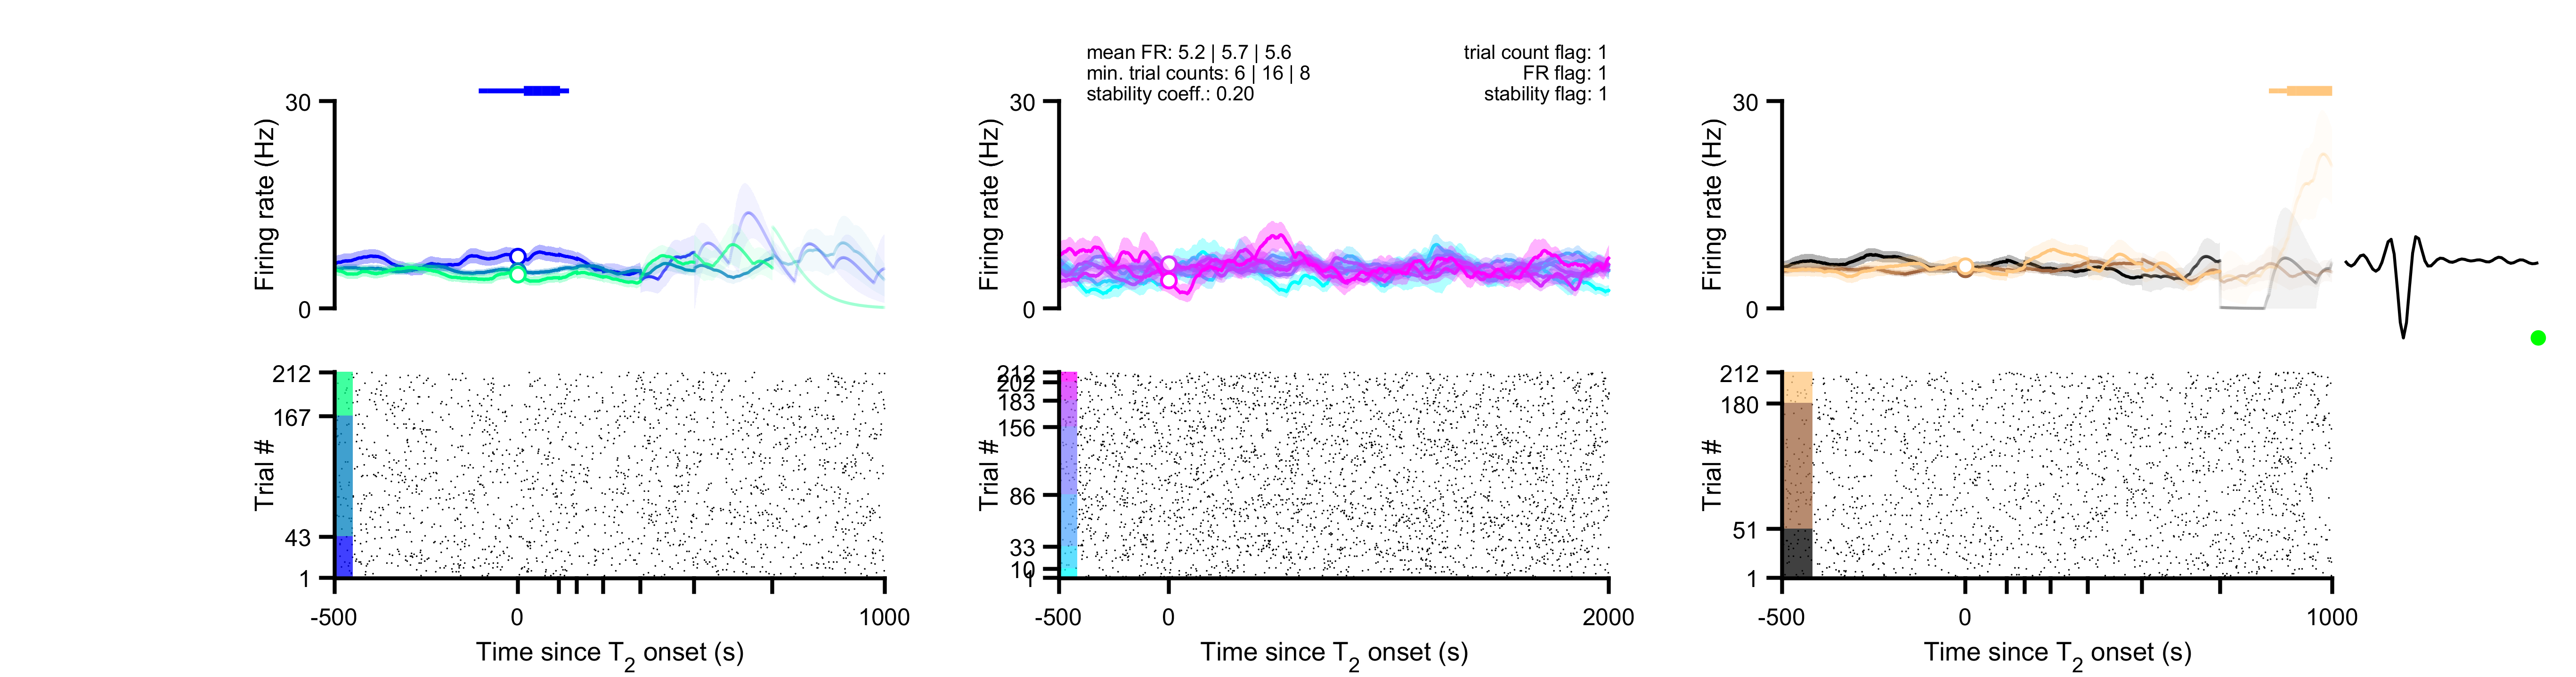 mean FR: 5.2 | 5.7 | 5.6
min. trial counts: 6 | 16 | 8
stability coeff.: 0.20
trial count flag: 1
FR flag: 1
stability flag: 1
30
0
Firing rate (Hz)
30
0
Firing rate (Hz)
30
0
Firing rate (Hz)
212
167
43
1
Trial #
-500
0
1000
Time since T2 onset (s)
212
202
183
156
86
33
10
1
Trial #
-500
0
2000
Time since T2 onset (s)
212
180
51
1
Trial #
-500
0
1000
Time since T2 onset (s)